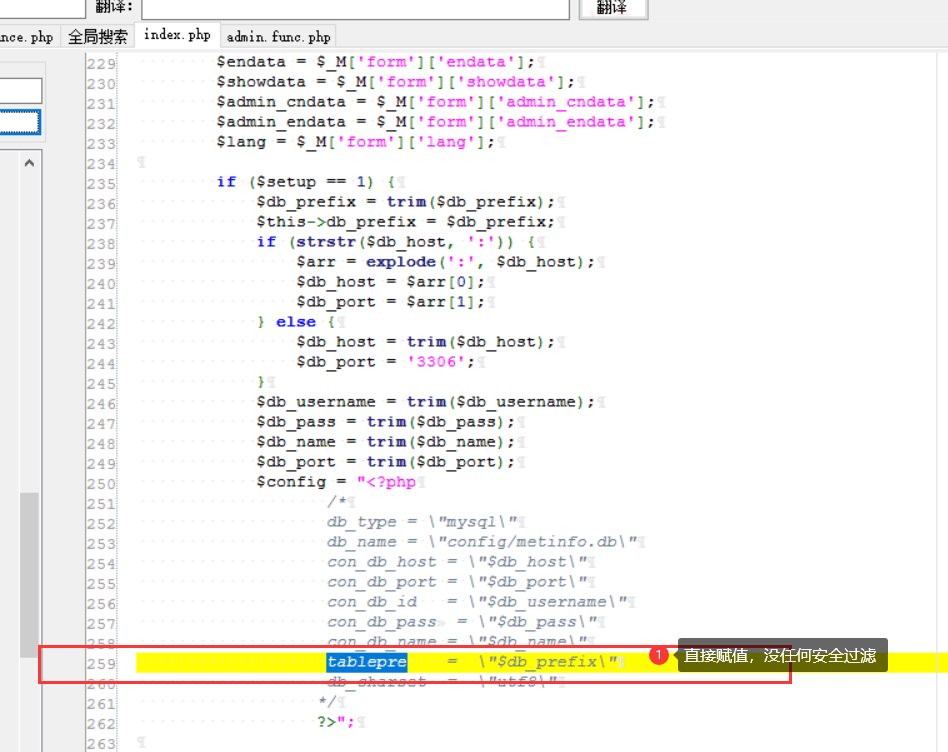 翻译:
翻译
nce.php 全局搜索 index.php admin.func.php
229 $endata = $_M['form']['endata'];
230 $showdata = $_M['form']['showdata'];
231 $admin_cndata = $_M['form']['admin_cndata'];
232 $admin_endata = $_M['form']['admin_endata'];
233 $lang = $_M['form']['lang'];
234
235 if ($setup == 1) {
236 $db_prefix = trim($db_prefix);
237 $this->db_prefix = $db_prefix;
238 if (strstr($db_host, ':')) {
239 $arr = explode(':', $db_host);
240 $db_host = $arr[0];
241 $db_port = $arr[1];
242 } else {
243 $db_host = trim($db_host);
244 $db_port = '3306';
245 }
246 $db_username = trim($db_username);
247 $db_pass = trim($db_pass);
248 $db_name = trim($db_name);
249 $db_port = trim($db_port);
250 $config = "<?php
251 /*
252 db_type = \"mysql\"
253 db_name = \"config/metinfo.db\"
254 con_db_host = \"$db_host\"
255 con_db_port = \"$db_port\"
256 con_db_id = \"$db_username\"
257 con_db_pass = \"$db_pass\"
258 con_db_name = \"$db_name\"
259 tablepre = \"$db_prefix\" 1 直接赋值，没任何安全过滤
260 db_charset = \"utf8\"
261 */
262 ?>";
263